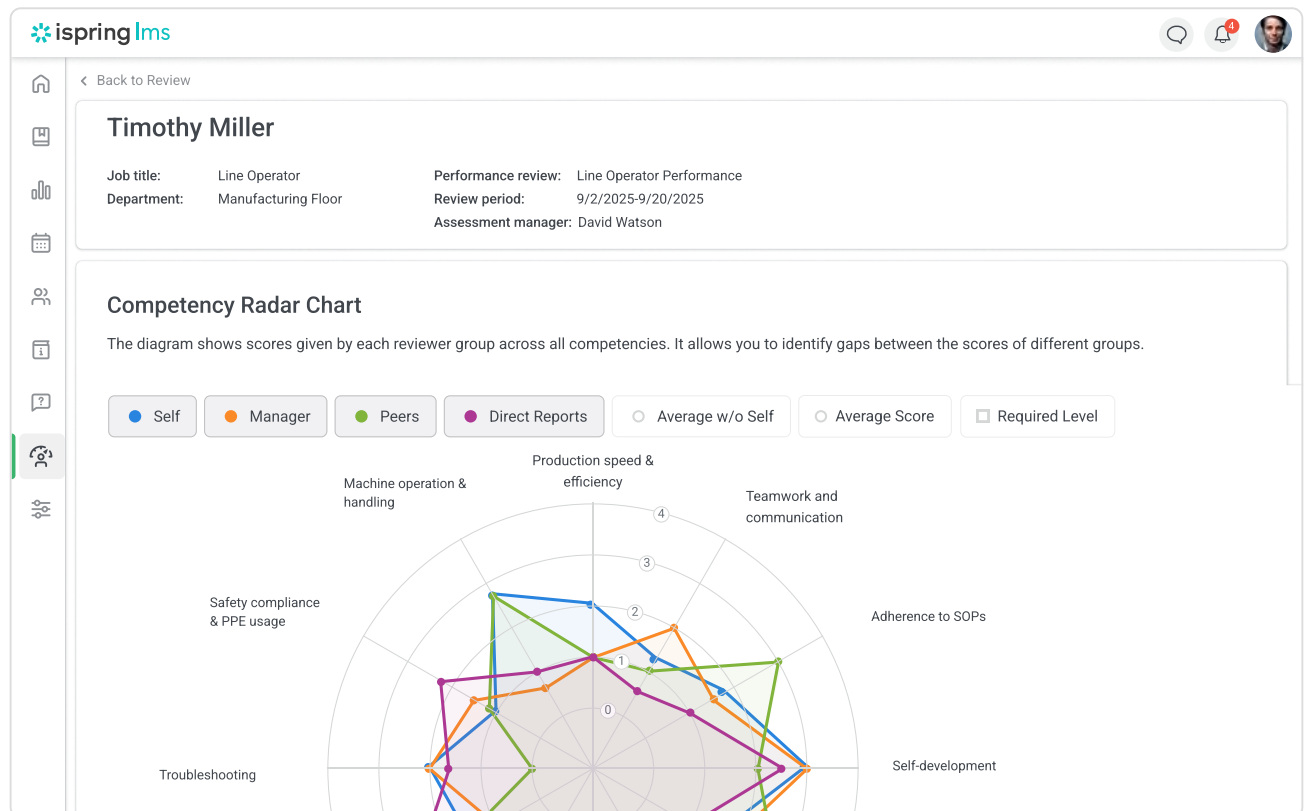 ispring lms
4
Back to Review
Timothy Miller
Job title: Line Operator
Department: Manufacturing Floor
Performance review: Line Operator Performance
Review period: 9/2/2025-9/20/2025
Assessment manager: David Watson
Competency Radar Chart
The diagram shows scores given by each reviewer group across all competencies. It allows you to identify gaps between the scores of different groups.
Self
Manager
Peers
Direct Reports
Average w/o Self
Average Score
Required Level
Production speed &
efficiency
Machine operation &
handling
Teamwork and
communication
4
3
2
1
0
Safety compliance
& PPE usage
Adherence to SOPs
Troubleshooting
Self-development